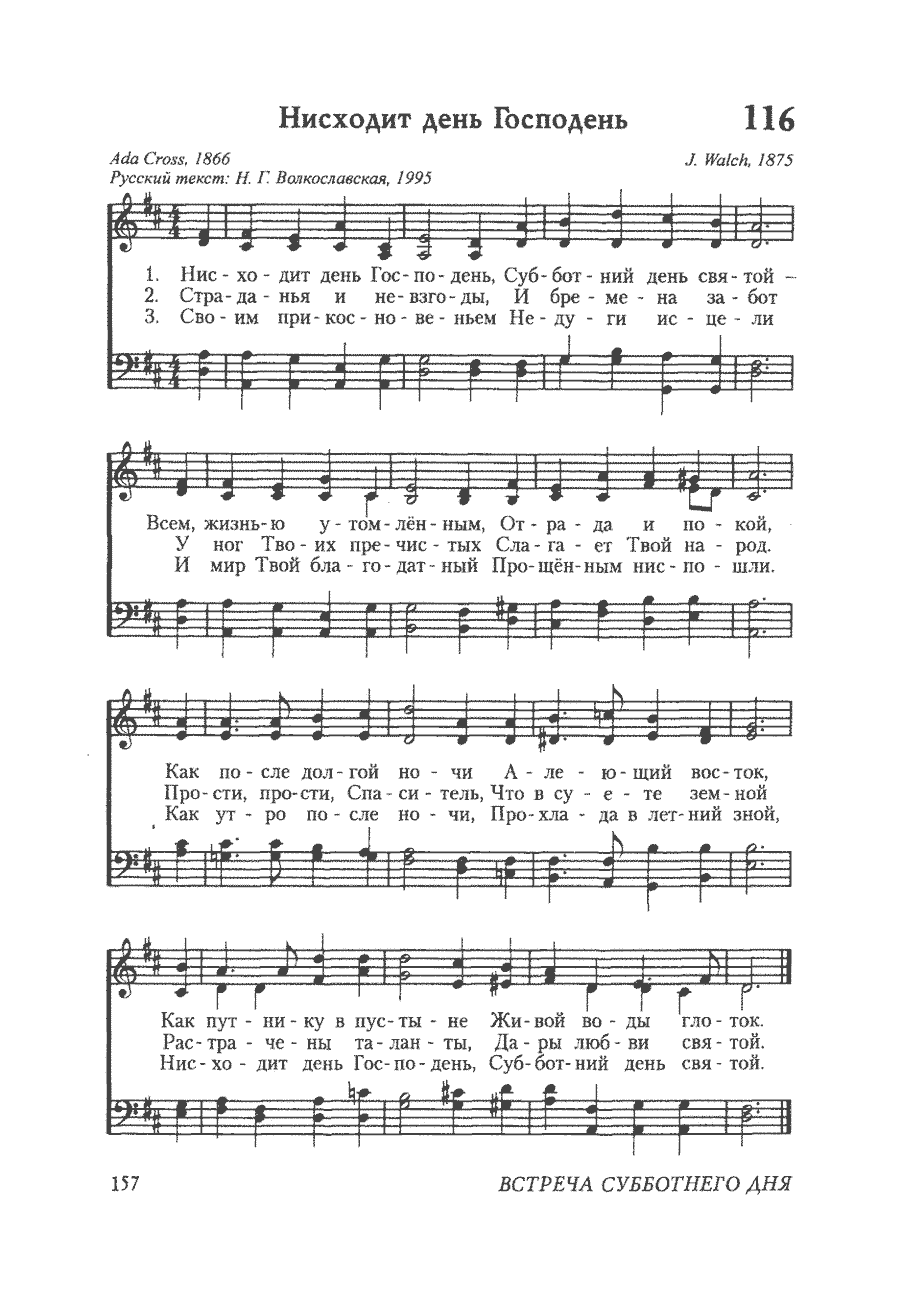 Нисходит день Господень 116
Ada Cross, 1866 J. Walch, 1875
Русский текст: Н. Г. Волкославская, 1995
1. Нис - хо - дит день Гос - по - день, Суб - бот - ний день свя - той –
2. Стра - да - нья и не - взго - ды, И бре - ме - на за - бот
3. Сво - им при - кос - но - ве - ньем Не - ду - ги ис - це - ли
Всем, жизнь - ю у - том - лён - ным, От - ра - да и по - кой,
У ног Тво - их пре - чис - тых Сла - га - ет Твой на - род.
И мир Твой бла - го - дат - ный Про - щён - ным нис - по - шли.
Как по - сле дол - гой но - чи А - ле - ю - щий вос - ток,
Про - сти, про - сти, Спа - си - тель, Что в су - е - те зем - ной
Как ут - ро по - сле но - чи, Про - хла - да в лет - ний зной,
Как пут - ни - ку в пус - ты - не Жи - вой во - ды гло - ток.
Рас - тра - че - ны та - лан - ты, Да - ры люб - ви свя - той.
Нис - хо - дит день Гос - по - день, Суб - бот - ний день свя - той.
157 ВСТРЕЧА СУББОТНЕГО ДНЯ